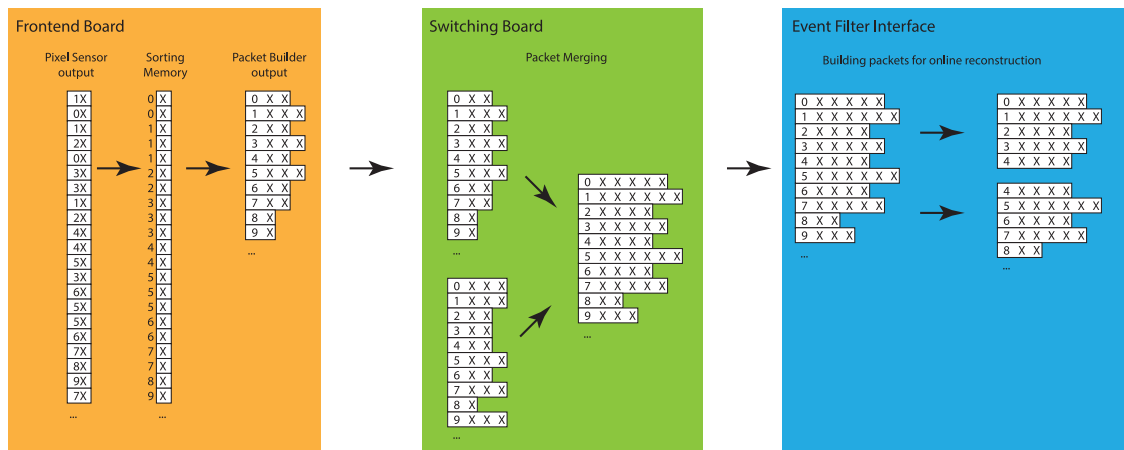 Frontend Board
Pixel Sensor output
Sorting Memory
Packet Builder output
1X
0X
1X
2X
0X
3X
3X
1X
2X
4X
4X
5X
3X
6X
5X
5X
6X
7X
8X
9X
7X
...
0 X
0 X
1 X
1 X
1 X
2 X
2 X
3 X
3 X
3 X
4 X
4 X
5 X
5 X
5 X
6 X
6 X
7 X
7 X
8 X
9 X
...
0 X X
1 X X X
2 X X
3 X X X
4 X X
5 X X X
6 X X
7 X X
8 X
9 X
...
Switching Board
Packet Merging
0 X X
1 X X X
2 X X
3 X X X
4 X X
5 X X X
6 X X
7 X X
8 X
9 X
...
0 X X X
1 X X X
2 X X
3 X X
4 X X
5 X X X
6 X X
7 X X X
8 X
9 X X X
...
0 X X X X X
1 X X X X X X
2 X X X X
3 X X X X X
4 X X X X
5 X X X X X X
6 X X X X
7 X X X X X
8 X X
9 X X X
...
Event Filter Interface
Building packets for online reconstruction
0 X X X X X
1 X X X X X X
2 X X X X
3 X X X X X
4 X X X X
5 X X X X X X
6 X X X X
7 X X X X X
8 X X
9 X X X
...
0 X X X X X
1 X X X X X X
2 X X X X
3 X X X X X
4 X X X X
4 X X X X
5 X X X X X X
6 X X X X
7 X X X X X
8 X X
...